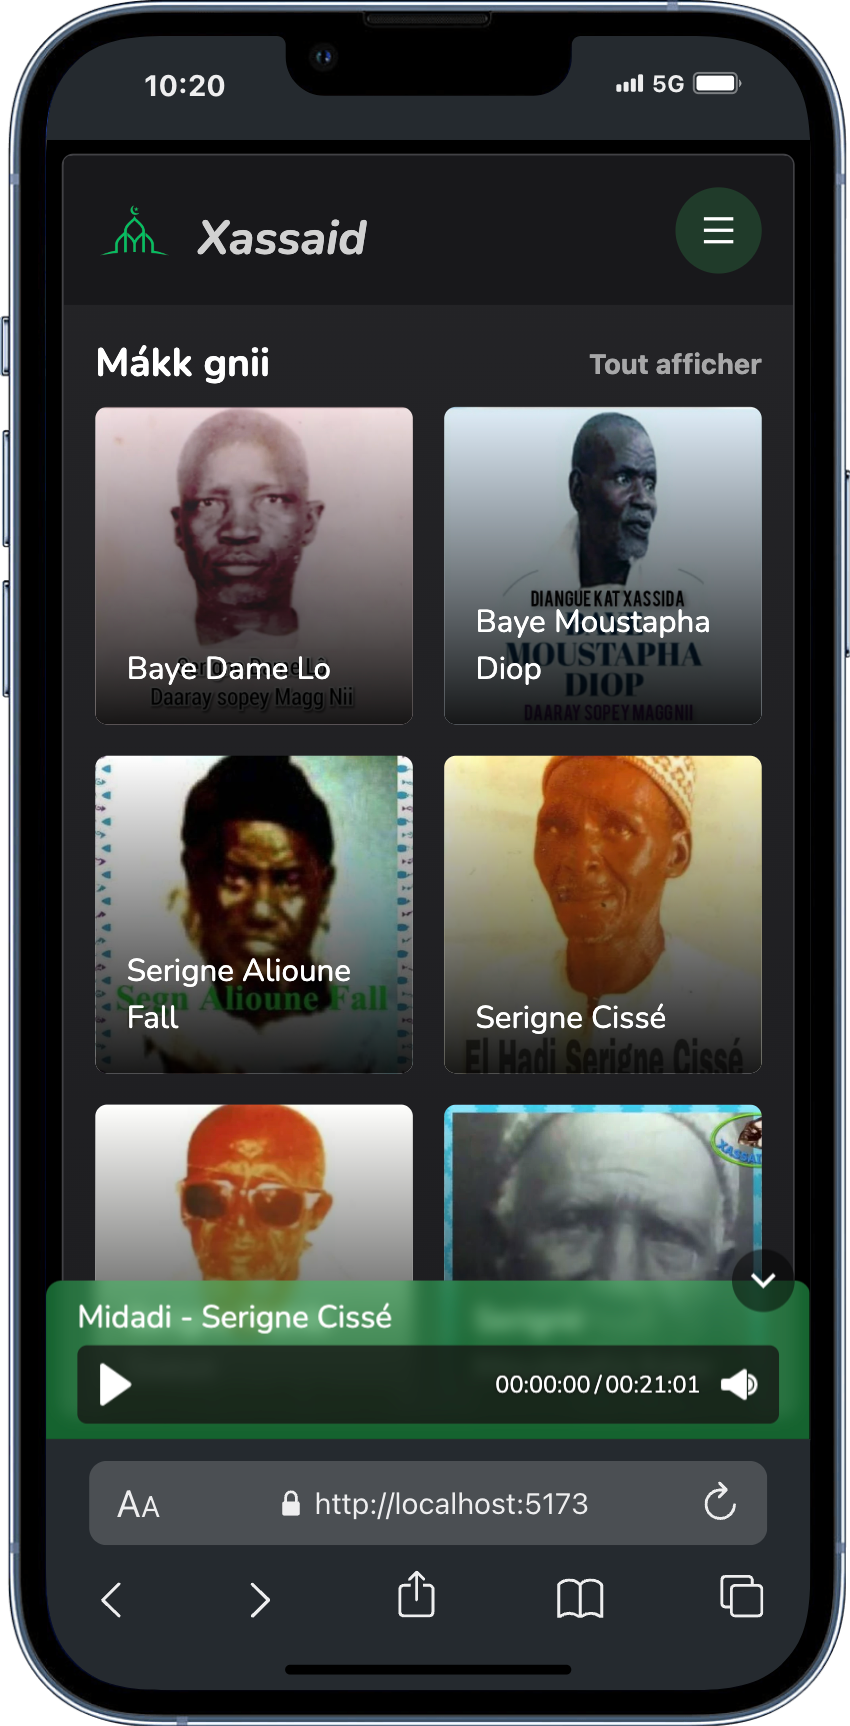 10:20
5G
Xassaid
Mákk gnii
Tout afficher
DIANGUE KAT XASSIDA
Baye Moustapha
Diop
MOUSTAPHA
DIOP
DAARAY SOPEY MAGG NII
Baye Dame Lo
Daaray sopey Magg Nii
Serigne Alioune
Segn Alioune Fall
Fall
Serigne Cissé
El Hadi Serigne Cissé
Midadi - Serigne Cissé
00:00:00/00:21:01
AA
http://localhost:5173